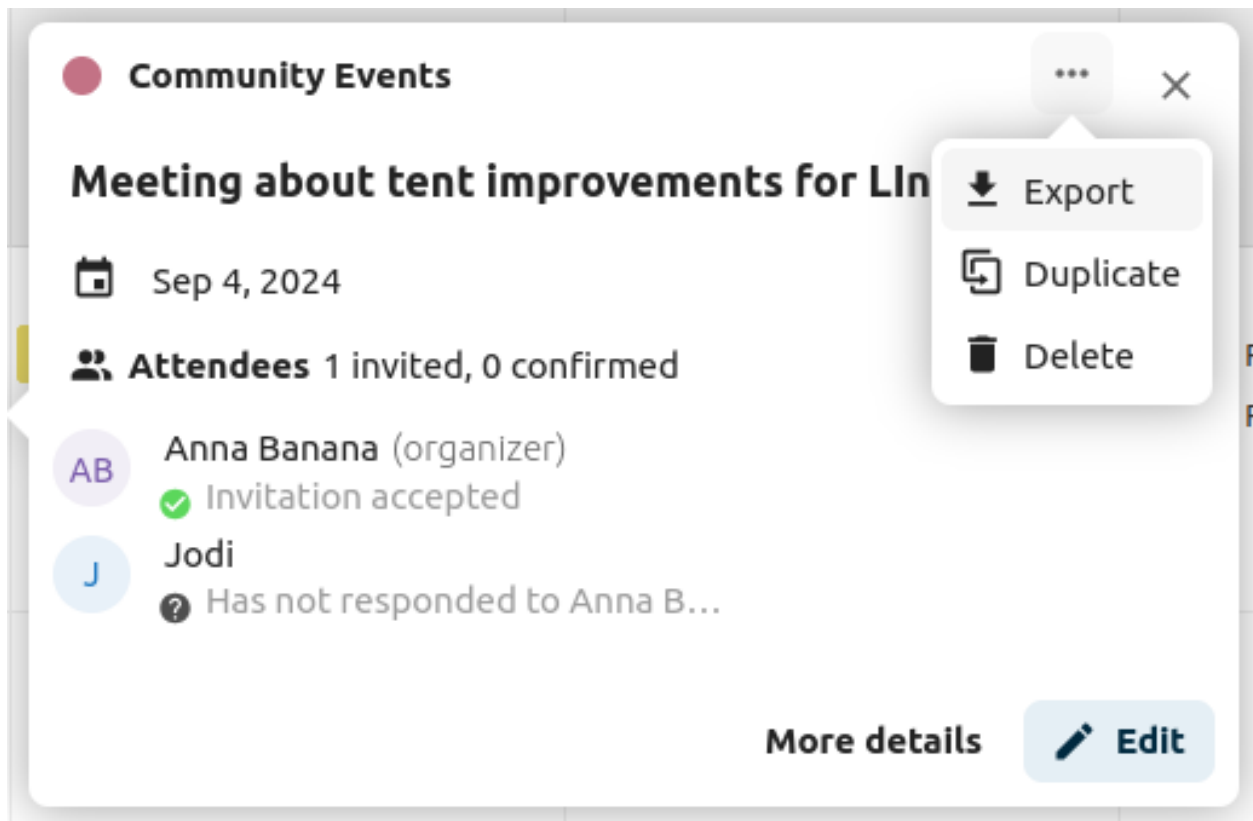 Community Events
Meeting about tent improvements for LIn
Export
Sep 4, 2024
Duplicate
Attendees 1 invited, 0 confirmed
Delete
AB
Anna Banana (organizer)
Invitation accepted
J
Jodi
Has not responded to Anna B...
More details
Edit